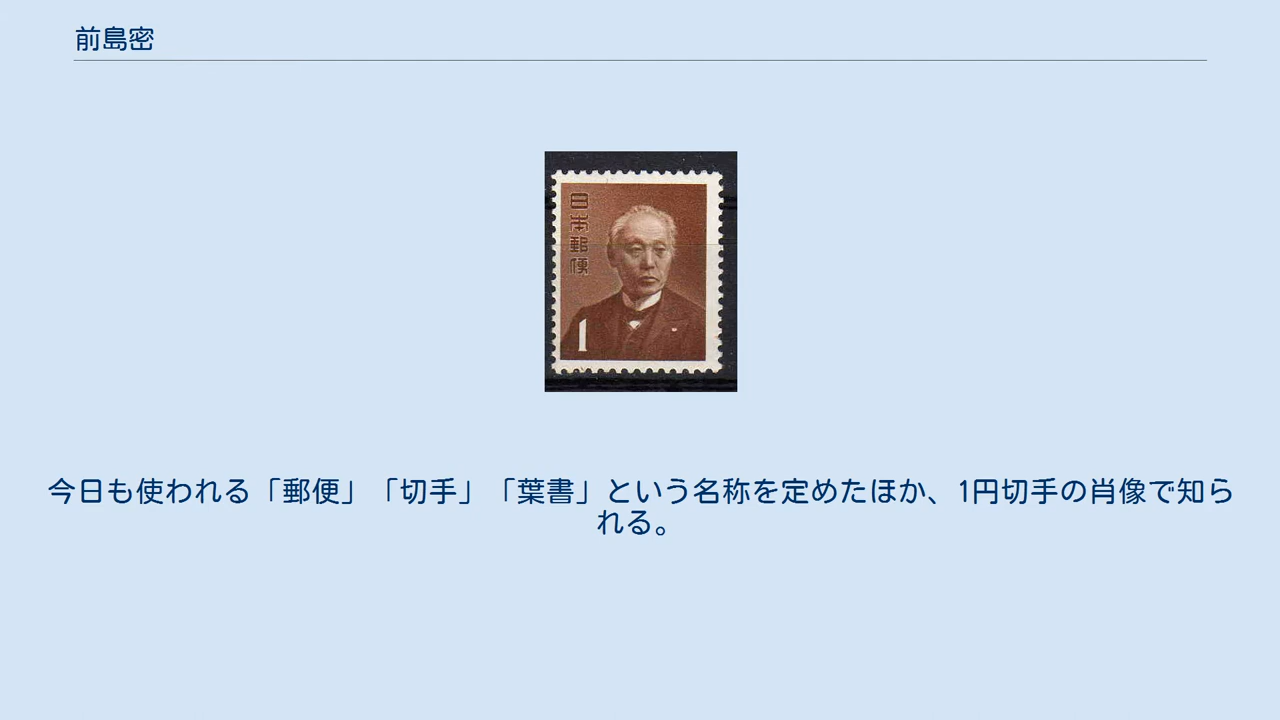 前島密
日
本
郵
便
1
今日も使われる「郵便」「切手」「葉書」という名称を定めたほか、1円切手の肖像で知ら
れる。